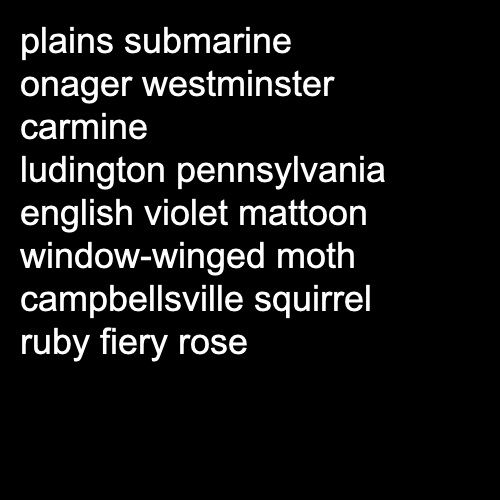 plains submarine
onager westminster
carmine
ludington pennsylvania
english violet mattoon
window-winged moth
campbellsville squirrel
ruby fiery rose